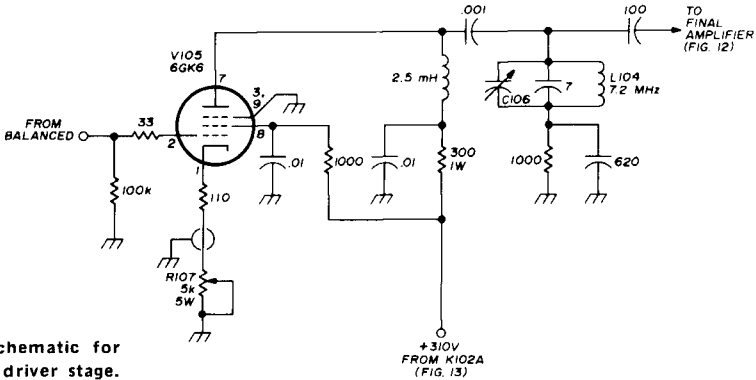 .001
100
TO
FINAL
AMPLIFIER
(FIG. 12)
V105
6GK6
7
3,
9
8
2
1
2.5 mH
C106
7
L104
7.2 MHz
FROM
BALANCED
33
100k
.01
1000
.01
300
1W
1000
620
110
R107
5k
5W
+310V
FROM K102A
(FIG. 13)
chematic for
driver stage.